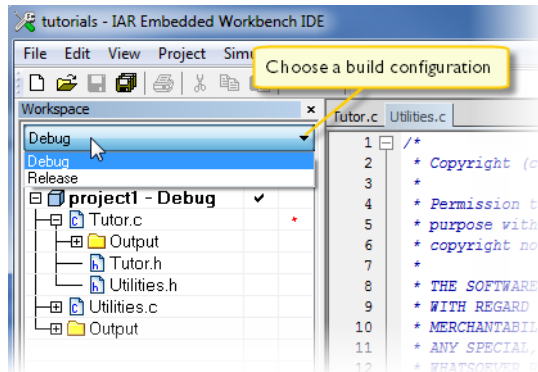 tutorials - IAR Embedded Workbench IDE
File Edit View Project
Choose a build configuration
Workspace
Debug
Debug
Release
project1 - Debug
Tutor.c
Output
Tutor.h
Utilities.h
Utilities.c
Output
Tutor.c Utilities.c
1 /*
2 * Copyright (c
3 *
4 * Permission t
5 * purpose with
6 * copyright no
7 *
8 * THE SOFTWARE
9 * WITH REGARD
10 * MERCHANTABIL
11 * ANY SPECIAL,
12 * WHATSOEVER R